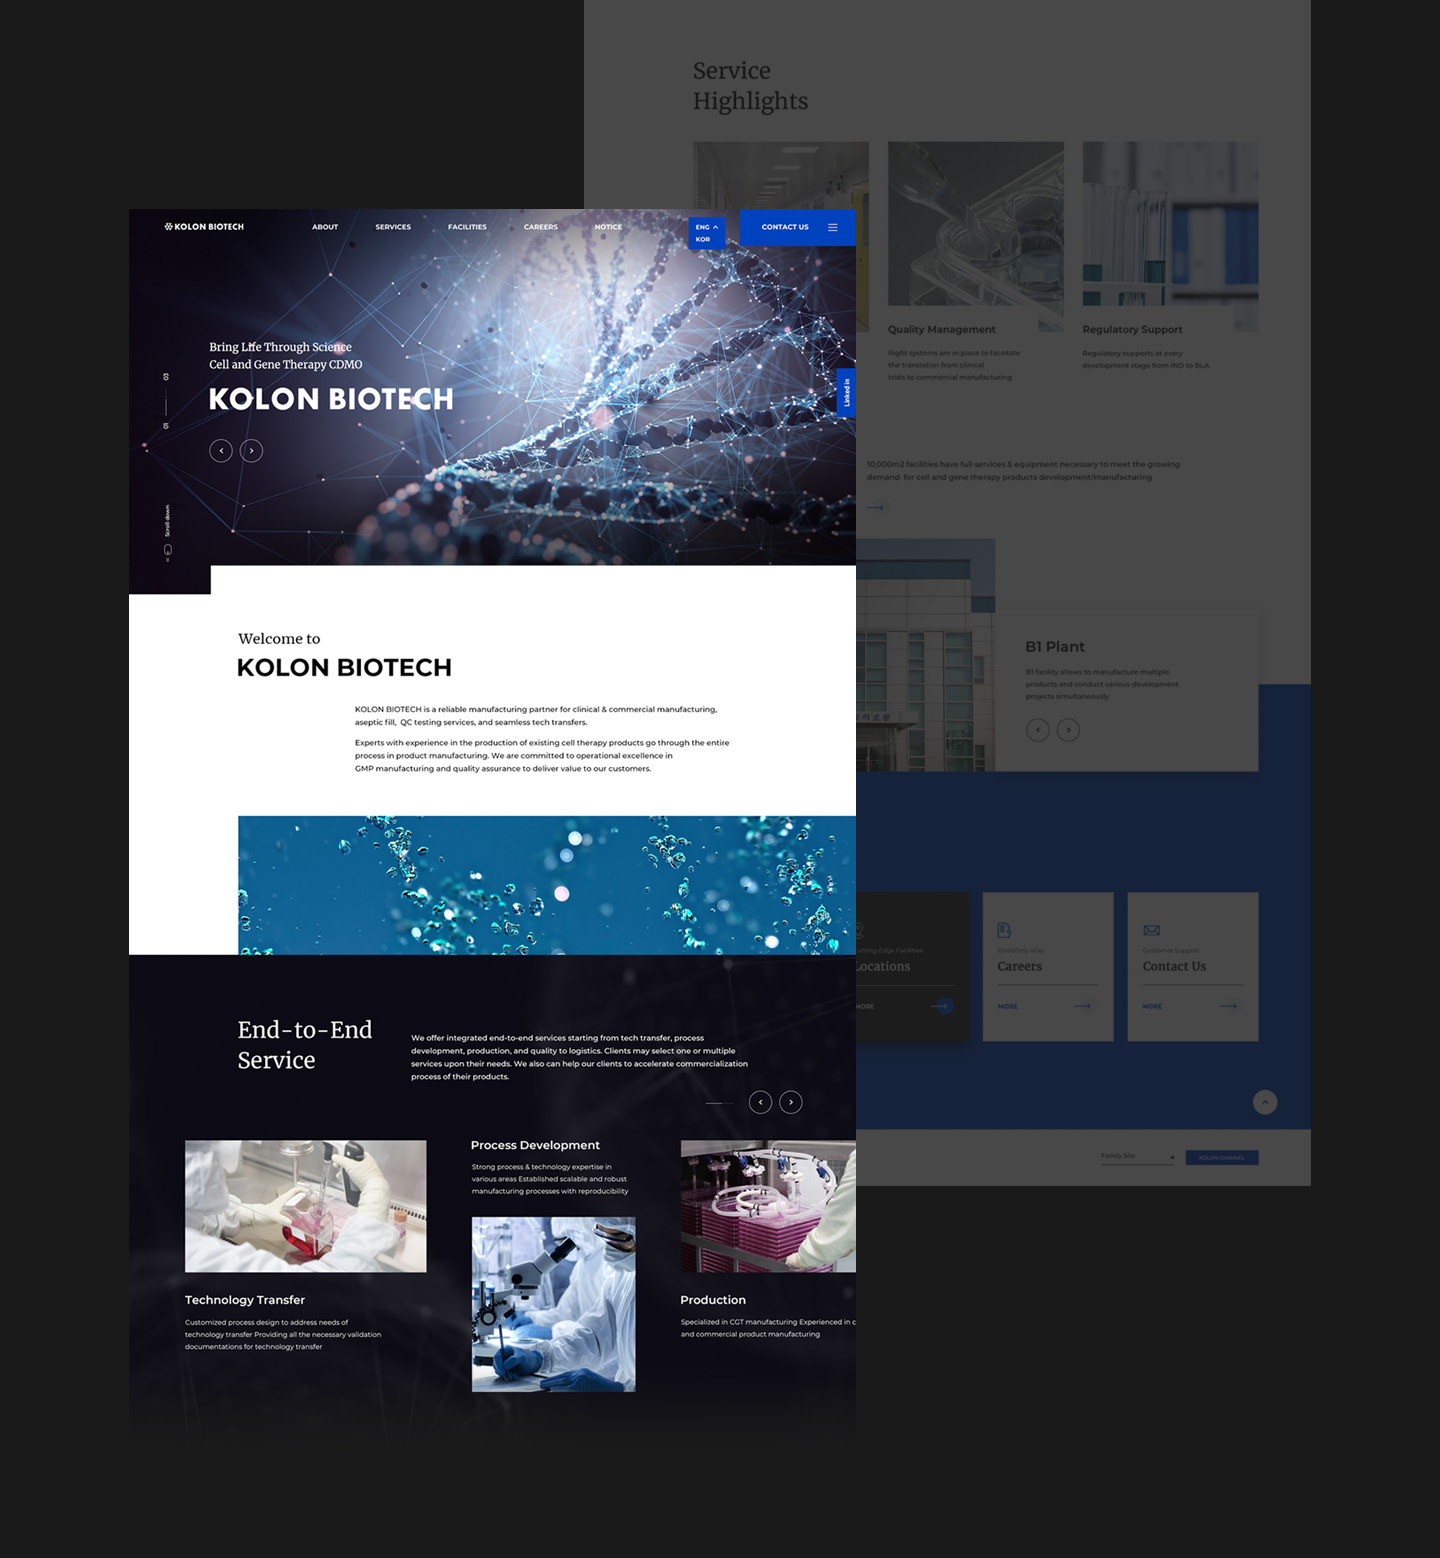 KOLON BIOTECH
ABOUT
SERVICES
FACILITIES
CAREERS
NOTICE
ENG
KOR
CONTACT US
Bring Life Through Science
Cell and Gene Therapy CDMO
KOLON BIOTECH
01
03
Scroll down
Linked in
Welcome to
KOLON BIOTECH
KOLON BIOTECH is a reliable manufacturing partner for clinical & commercial manufacturing,
aseptic fill, QC testing services, and seamless tech transfers.
Experts with experience in the production of existing cell therapy products go through the entire
process in product manufacturing. We are committed to operational excellence in
GMP manufacturing and quality assurance to deliver value to our customers.
End-to-End
Service
We offer integrated end-to-end services starting from tech transfer, process
development, production, and quality to logistics. Clients may select one or multiple
services upon their needs. We also can help our clients to accelerate commercialization
process of their products.
Technology Transfer
Customized process design to address needs of
technology transfer Providing all the necessary validation
documentations for technology transfer
Process Development
Strong process & technology expertise in
various areas Established scalable and robust
manufacturing processes with reproducibility
Production
Specialized in CGT manufacturing Experienced in c
and commercial product manufacturing
Service
Highlights
Quality Management
Right systems are in place to facilitate
the translation from clinical
trials to commercial manufacturing
Regulatory Support
Regulatory supports at every
development stage from IND to BLA
10,000m2 facilities have full services & equipment necessary to meet the growing
demand for cell and gene therapy products development/manufacturing
B1 Plant
B1 facility allows to manufacture multiple
products and conduct various development
projects simultaneously
Cutting-Edge Facilities
Locations
MORE
One&Only Way
Careers
MORE
Customer Support
Contact Us
MORE
Family Site
KOLON CHANNEL